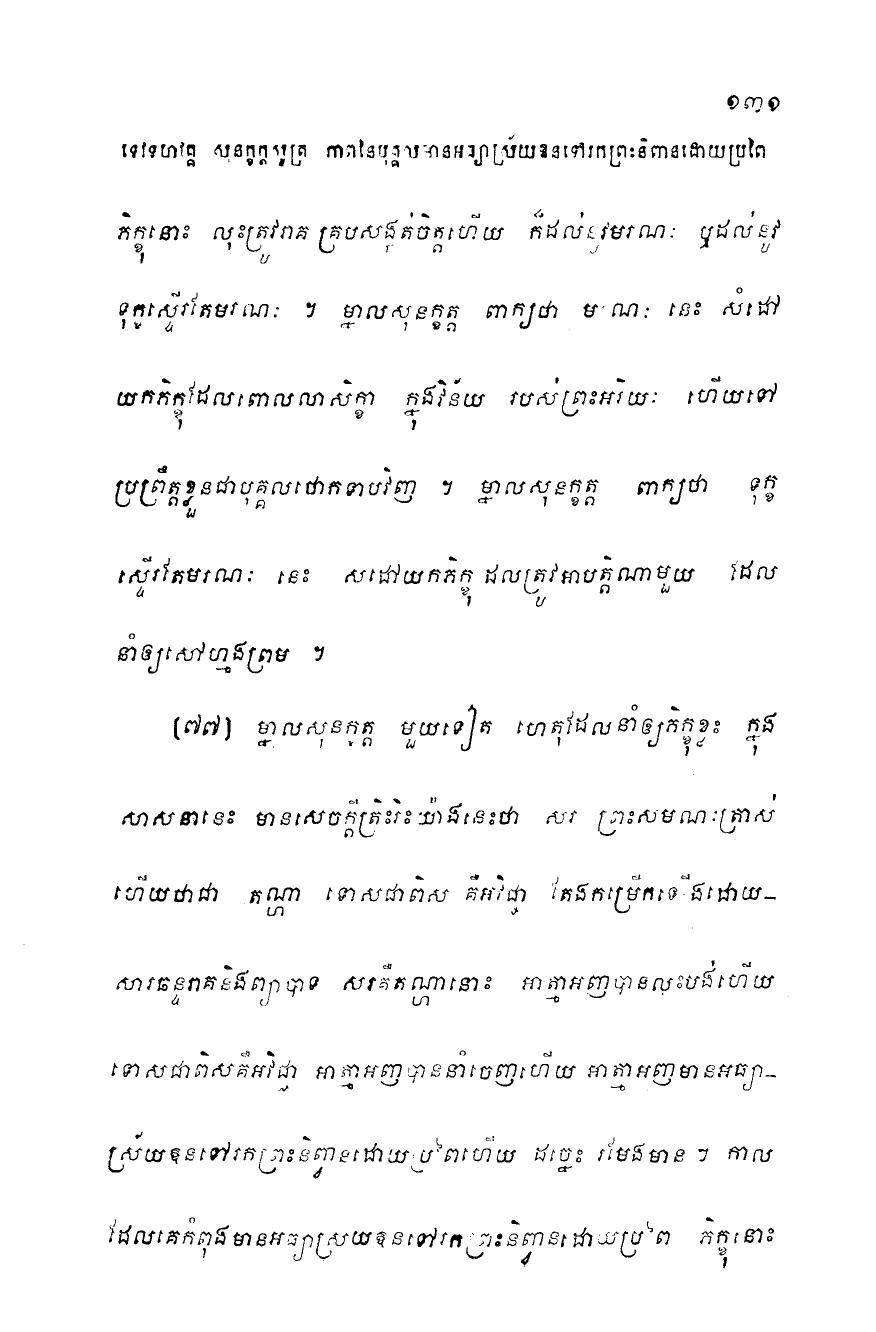 ១៣១
ទេវទហវគ្គ សុនក្ខត្តសូត្រ ភាពនៃបុគ្គលមានអធ្យាស្រ័យឱនទៅរកព្រះនិពានដោយប្រពៃ
ភិក្ខុនោះ លុះត្រូវរាគ គ្របសង្កត់ចិត្តហើយ ក៏ដល់នូវមរណៈ ឬដល់នូវ
ទុក្ខស្ទើរតែមរណៈ ។ ម្នាលសុនក្ខត្ត ពាក្យថា មរណៈ នេះ សំដៅ
យកភិក្ខុដែលពោលលាសិក្ខា ក្នុងវិន័យ របស់ព្រះអរិយៈ ហើយទៅ
ប្រព្រឹត្តខ្លួនជាបុគ្គលថោកទាបវិញ ។ ម្នាលសុនក្ខត្ត ពាក្យថា ទុក្ខ
ស្ទើរតែមរណៈ នេះ សដៅយកភិក្ខុ ដែលត្រូវអាបត្តិណាមួយ ដែល
នាំឲ្យសៅហ្មងព្រម ។
(៧៧) ម្នាលសុនក្ខត្ត មួយទៀត ហេតុដែលនាំឲ្យភិក្ខុខ្លះ ក្នុង
សាសនានេះ មានសេចក្តីត្រិះរិះយ៉ាងនេះថា សរ ព្រះសមណៈត្រាស់
ហើយថាជា តណ្ហា ទោសជាពិស គឺអវិជ្ជា តែងកម្រើកទើងដោយ–
សារឆន្ទរាគនិងព្យាបាទ សរគឺតណ្ហានោះ អាត្មាអញបានលុះបង់ហើយ
ទោសជាពិសគឺអវិជ្ជា អាត្មាអញបាននាំចេញហើយ អាត្មាអញមានអធ្យា–
ស្រ័យឱនទៅរកព្រះនិព្វានដោយប្រពៃហើយ ដូច្នេះ រមែងមាន ។ កាល
ដែលគេកំពុងមានអធ្យាស្រយឱនទៅរកព្រះនិព្វានដោយប្រពៃ ភិក្ខុនោះ